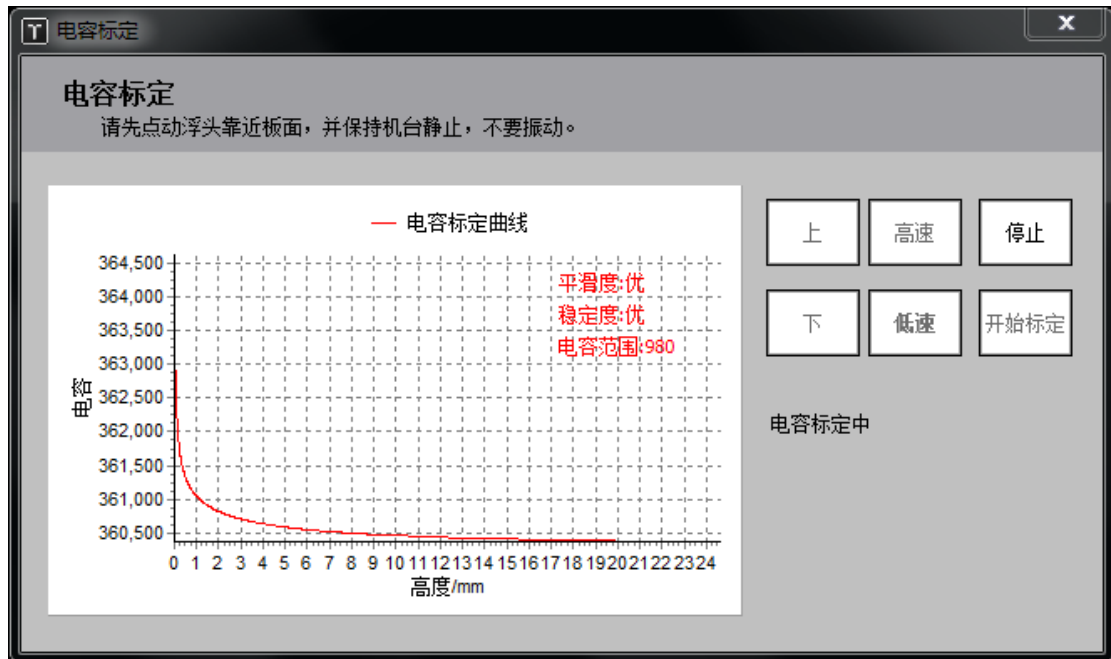 电容标定
X
电容标定
请先点动浮头靠近板面，并保持机台静止，不要振动。
电容标定曲线
364,500
364,000
363,500
363,000
362,500
362,000
361,500
361,000
360,500
平滑度:优
稳定度:优
电容范围:980
电容
0 1 2 3 4 5 6 7 8 9 10 11 12 13 14 15 16 17 18 19 20 21 22 23 24
高度/mm
上 高速 停止
下 低速 开始标定
电容标定中